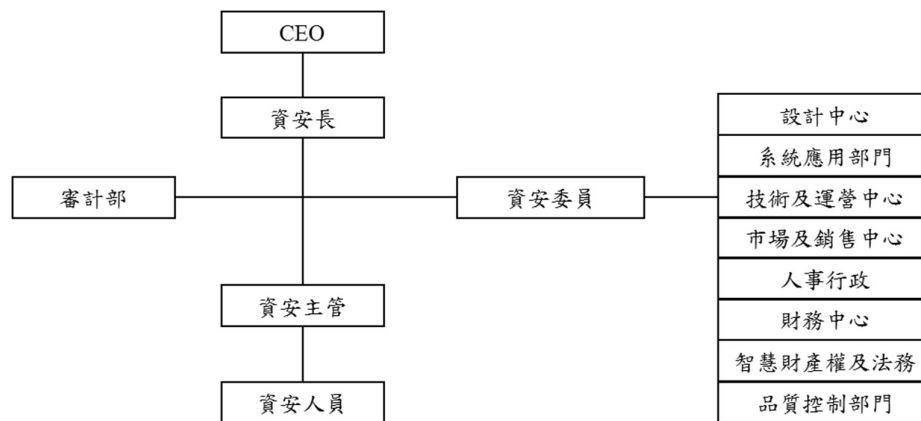 CEO
資安長
審計部
資安委員
資安主管
資安人員
設計中心
系統應用部門
技術及運營中心
市場及銷售中心
人事行政
財務中心
智慧財產權及法務
品質控制部門